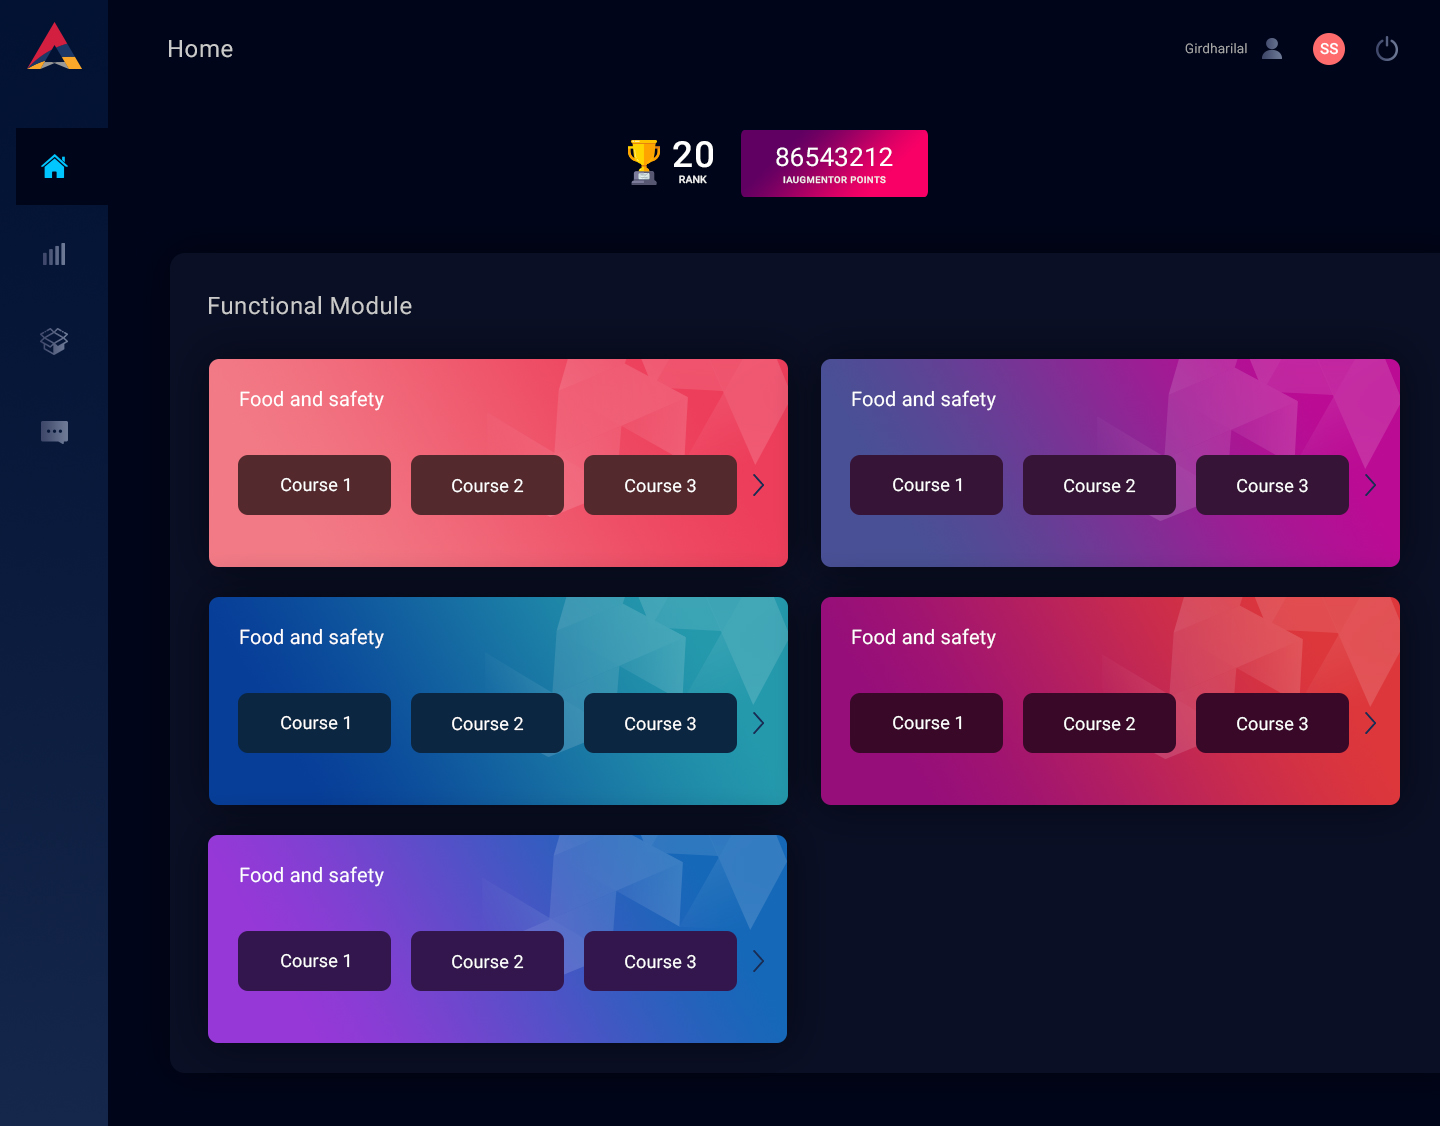 Home
Girdharilal
SS
20
RANK
86543212
IAUGMENTOR POINTS
Functional Module
Food and safety
Course 1
Course 2
Course 3
Food and safety
Course 1
Course 2
Course 3
Food and safety
Course 1
Course 2
Course 3
Food and safety
Course 1
Course 2
Course 3
Food and safety
Course 1
Course 2
Course 3